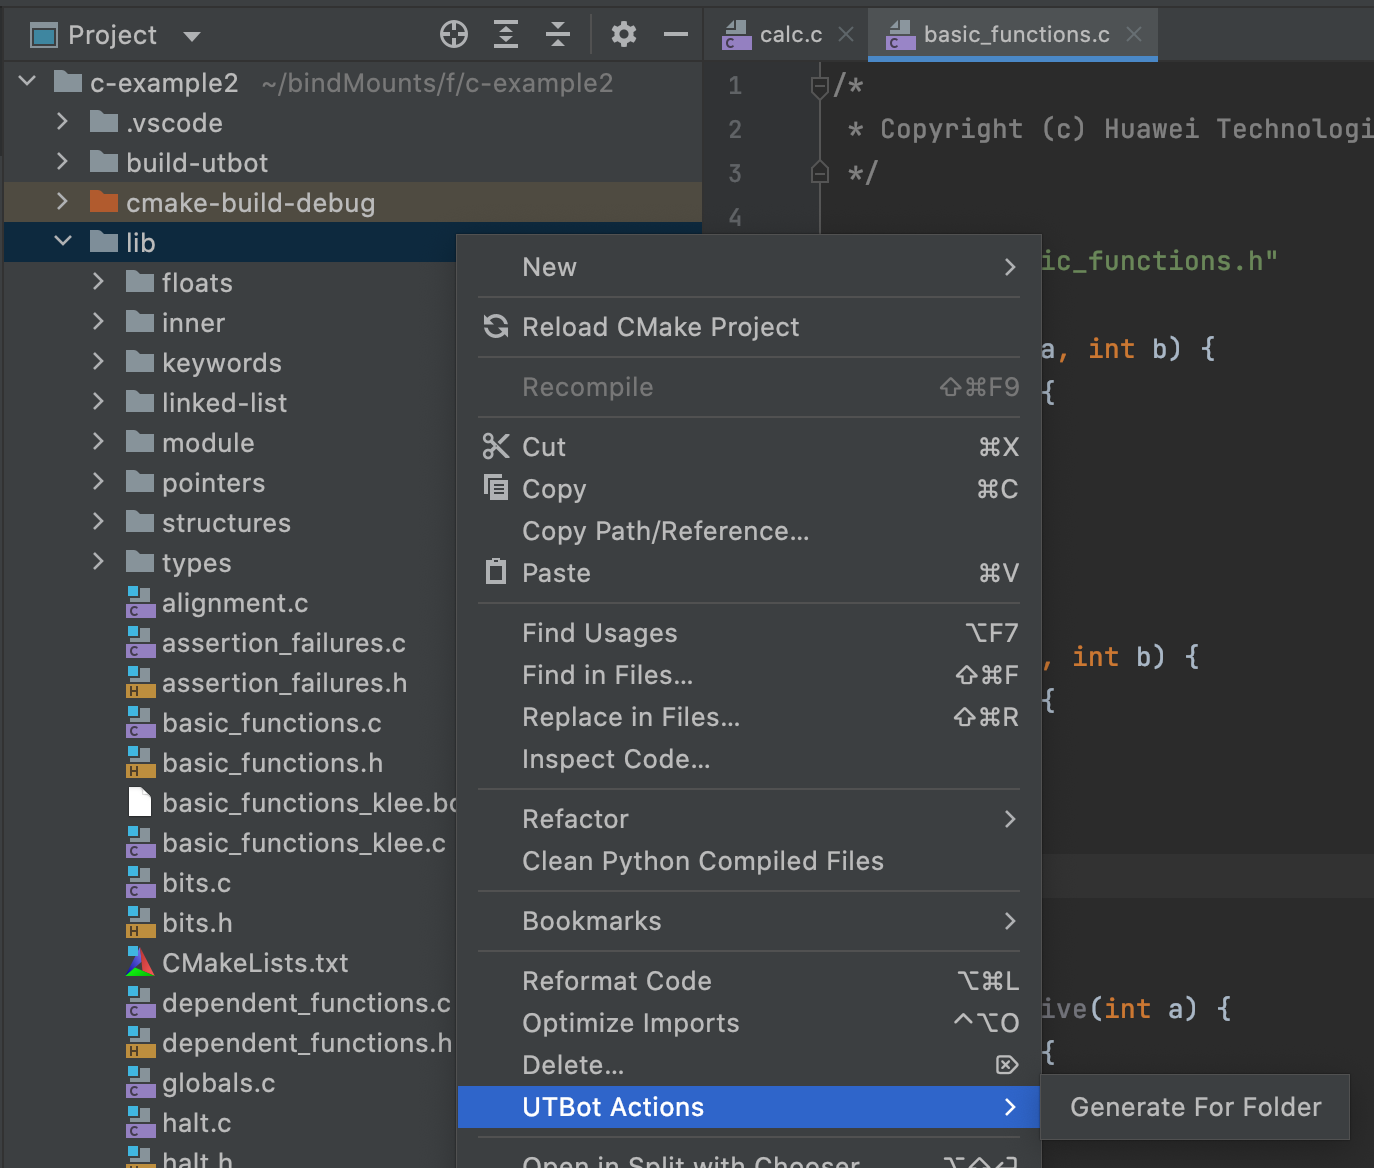 Project
calc.c
basic_functions.c
c-example2 ~/bindMounts/f/c-example2
.vscode
build-utbot
cmake-build-debug
lib
floats
inner
keywords
linked-list
module
pointers
structures
types
C alignment.c
C assertion_failures.c
H assertion_failures.h
C basic_functions.c
H basic_functions.h
basic_functions_klee.bc
C basic_functions_klee.c
C bits.c
H bits.h
CMakeLists.txt
C dependent_functions.c
H dependent_functions.h
C globals.c
C halt.c
halt.h
New
Reload CMake Project
Recompile ⇧⌘F9
Cut ⌘X
Copy ⌘C
Copy Path/Reference...
Paste ⌘V
Find Usages ⌥F7
Find in Files... ⇧⌘F
Replace in Files... ⇧⌘R
Inspect Code...
Refactor
Clean Python Compiled Files
Bookmarks
Reformat Code ⌥⌘L
Optimize Imports ^⌥O
Delete... ⌦
UTBot Actions
Open in Split with Chooser... ⌥⇧⏎
Generate For Folder
1 /*
2 * Copyright (c) Huawei Technologi
3 */
4
ic_functions.h"
a, int b) {
{
, int b) {
{
ive(int a) {
{